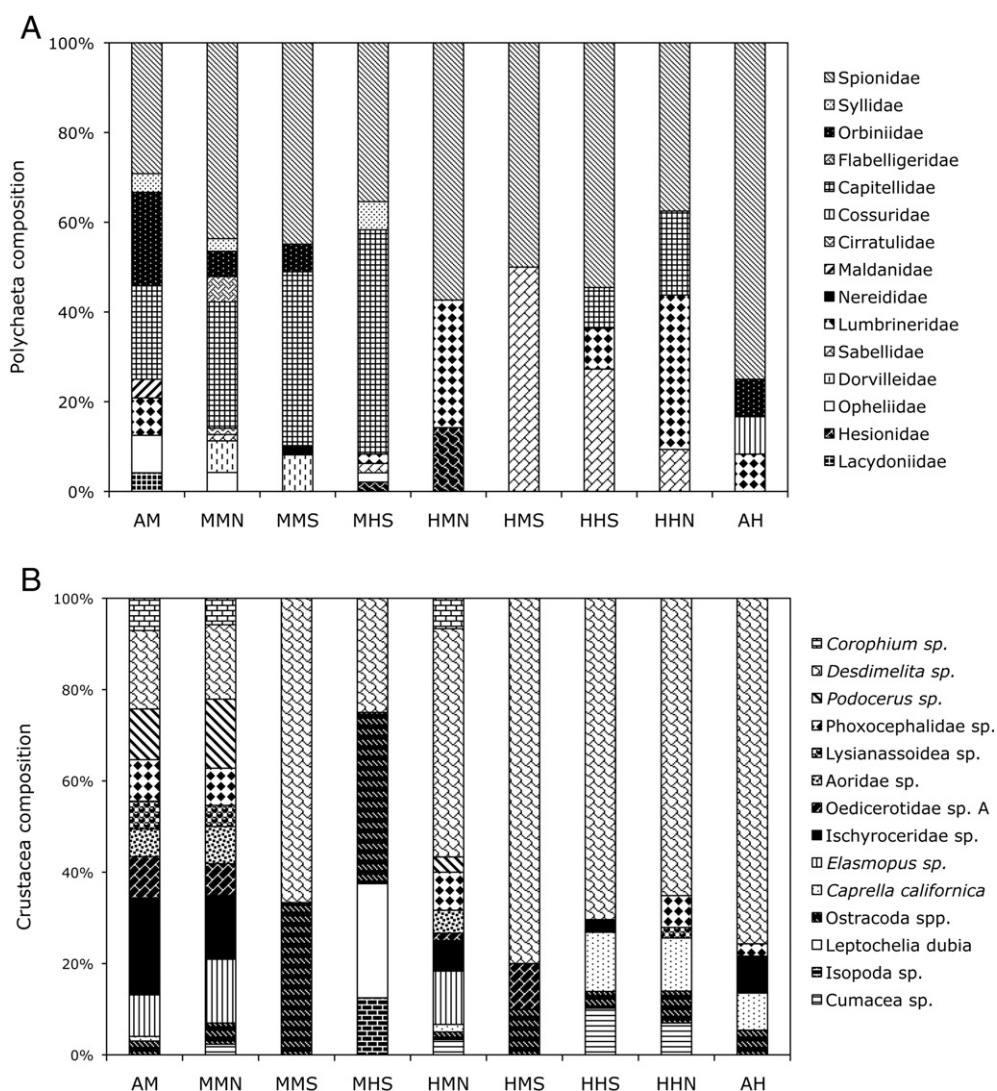 A
100%
80%
60%
40%
20%
0%
Polychaeta composition
AM MMN MMS MHS HMN HMS HHS HHN AH
Spionidae
Syllidae
Orbiniidae
Flabelligeridae
Capitellidae
Cossuridae
Cirratulidae
Maldanidae
Nereididae
Lumbrineridae
Sabellidae
Dorvilleidae
Opheliidae
Hesionidae
Lacydoniidae
B
100%
80%
60%
40%
20%
0%
Crustacea composition
AM MMN MMS MHS HMN HMS HHS HHN AH
Corophium sp.
Desdimelita sp.
Podocerus sp.
Phoxocephalidae sp.
Lysianassoidea sp.
Aoridae sp.
Oedicerotidae sp. A
Ischyroceridae sp.
Elasmopus sp.
Caprella californica
Ostracoda spp.
Leptochelia dubia
Isopoda sp.
Cumacea sp.